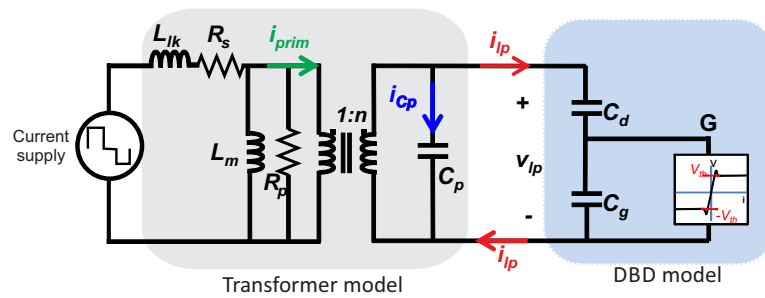 L_lk
R_s
i_prim
i_lp
1:n
i_Cp
+
C_d
G
Current
supply
L_m
R_p
C_p
v_lp
C_g
V_th
v
i
-V_th
-
i_lp
Transformer model
DBD model